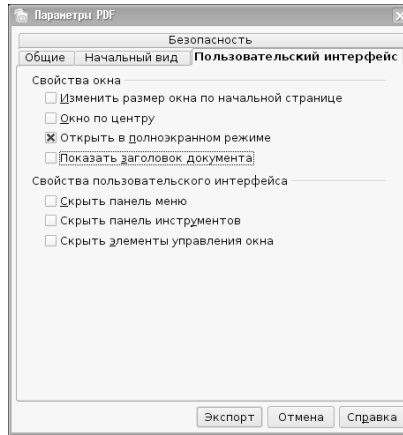 Параметры PDF
Безопасность
Общие Начальный вид Пользовательский интерфейс
Свойства окна
Изменить размер окна по начальной странице
Окно по центру
Открыть в полноэкранном режиме
Показать заголовок документа
Свойства пользовательского интерфейса
Скрыть панель меню
Скрыть панель инструментов
Скрыть элементы управления окна
Экспорт Отмена Справка